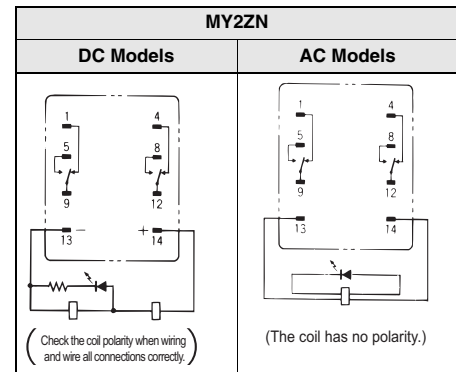 MY2ZN
DC Models
AC Models
1 4
5 8
9 12
13 − + 14
(Check the coil polarity when wiring
and wire all connections correctly.)
1 4
5 8
9 12
13 14
(The coil has no polarity.)